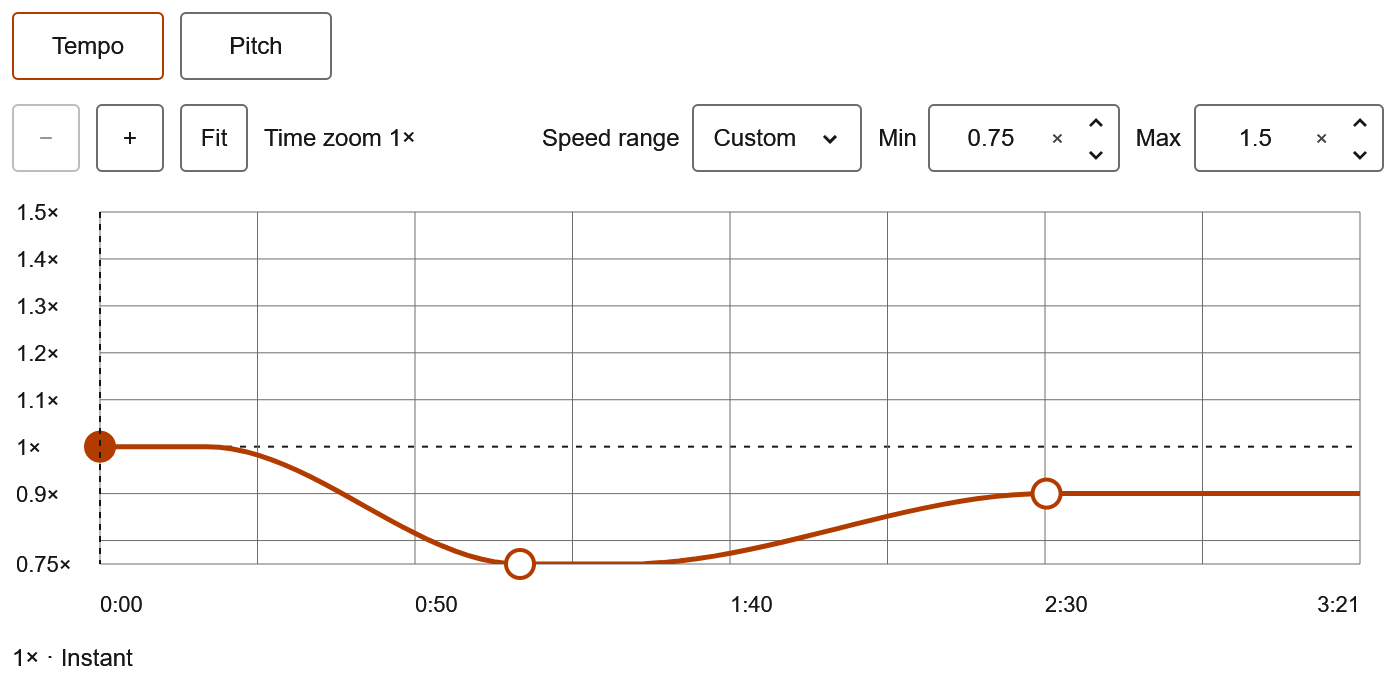 Tempo Pitch
− + Fit Time zoom 1× Speed range Custom Min 0.75 × Max 1.5 ×
1.5×
1.4×
1.3×
1.2×
1.1×
1×
0.9×
0.75×
0:00 0:50 1:40 2:30 3:21
1× · Instant